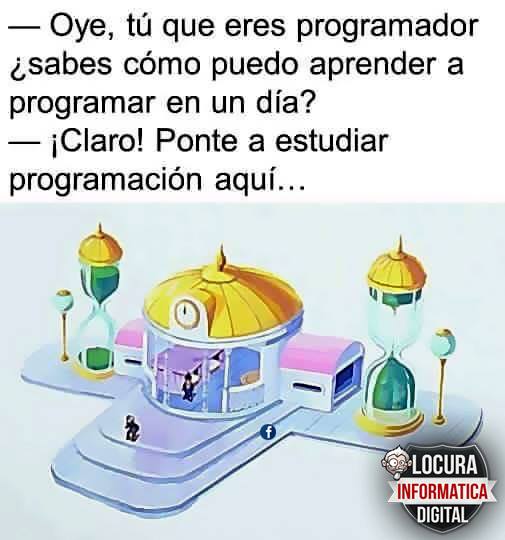 — Oye, tú que eres programador
¿sabes cómo puedo aprender a
programar en un día?
— ¡Claro! Ponte a estudiar
programación aquí...
f
LOCURA
INFORMATICA
DIGITAL